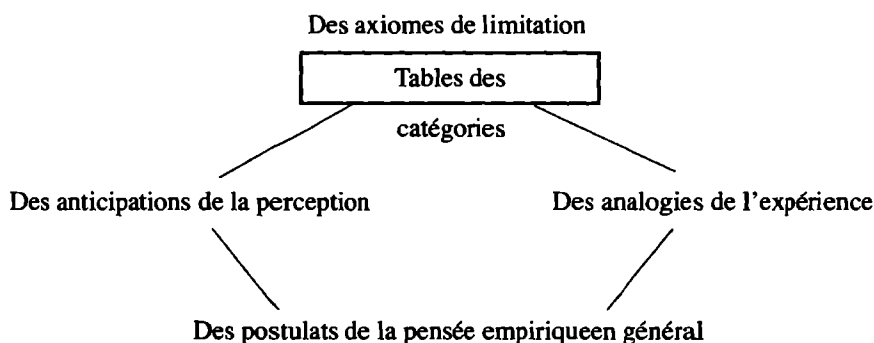 Des axiomes de limitation
Tables des
catégories
Des anticipations de la perception
Des analogies de l'expérience
Des postulats de la pensée empiriqueen général